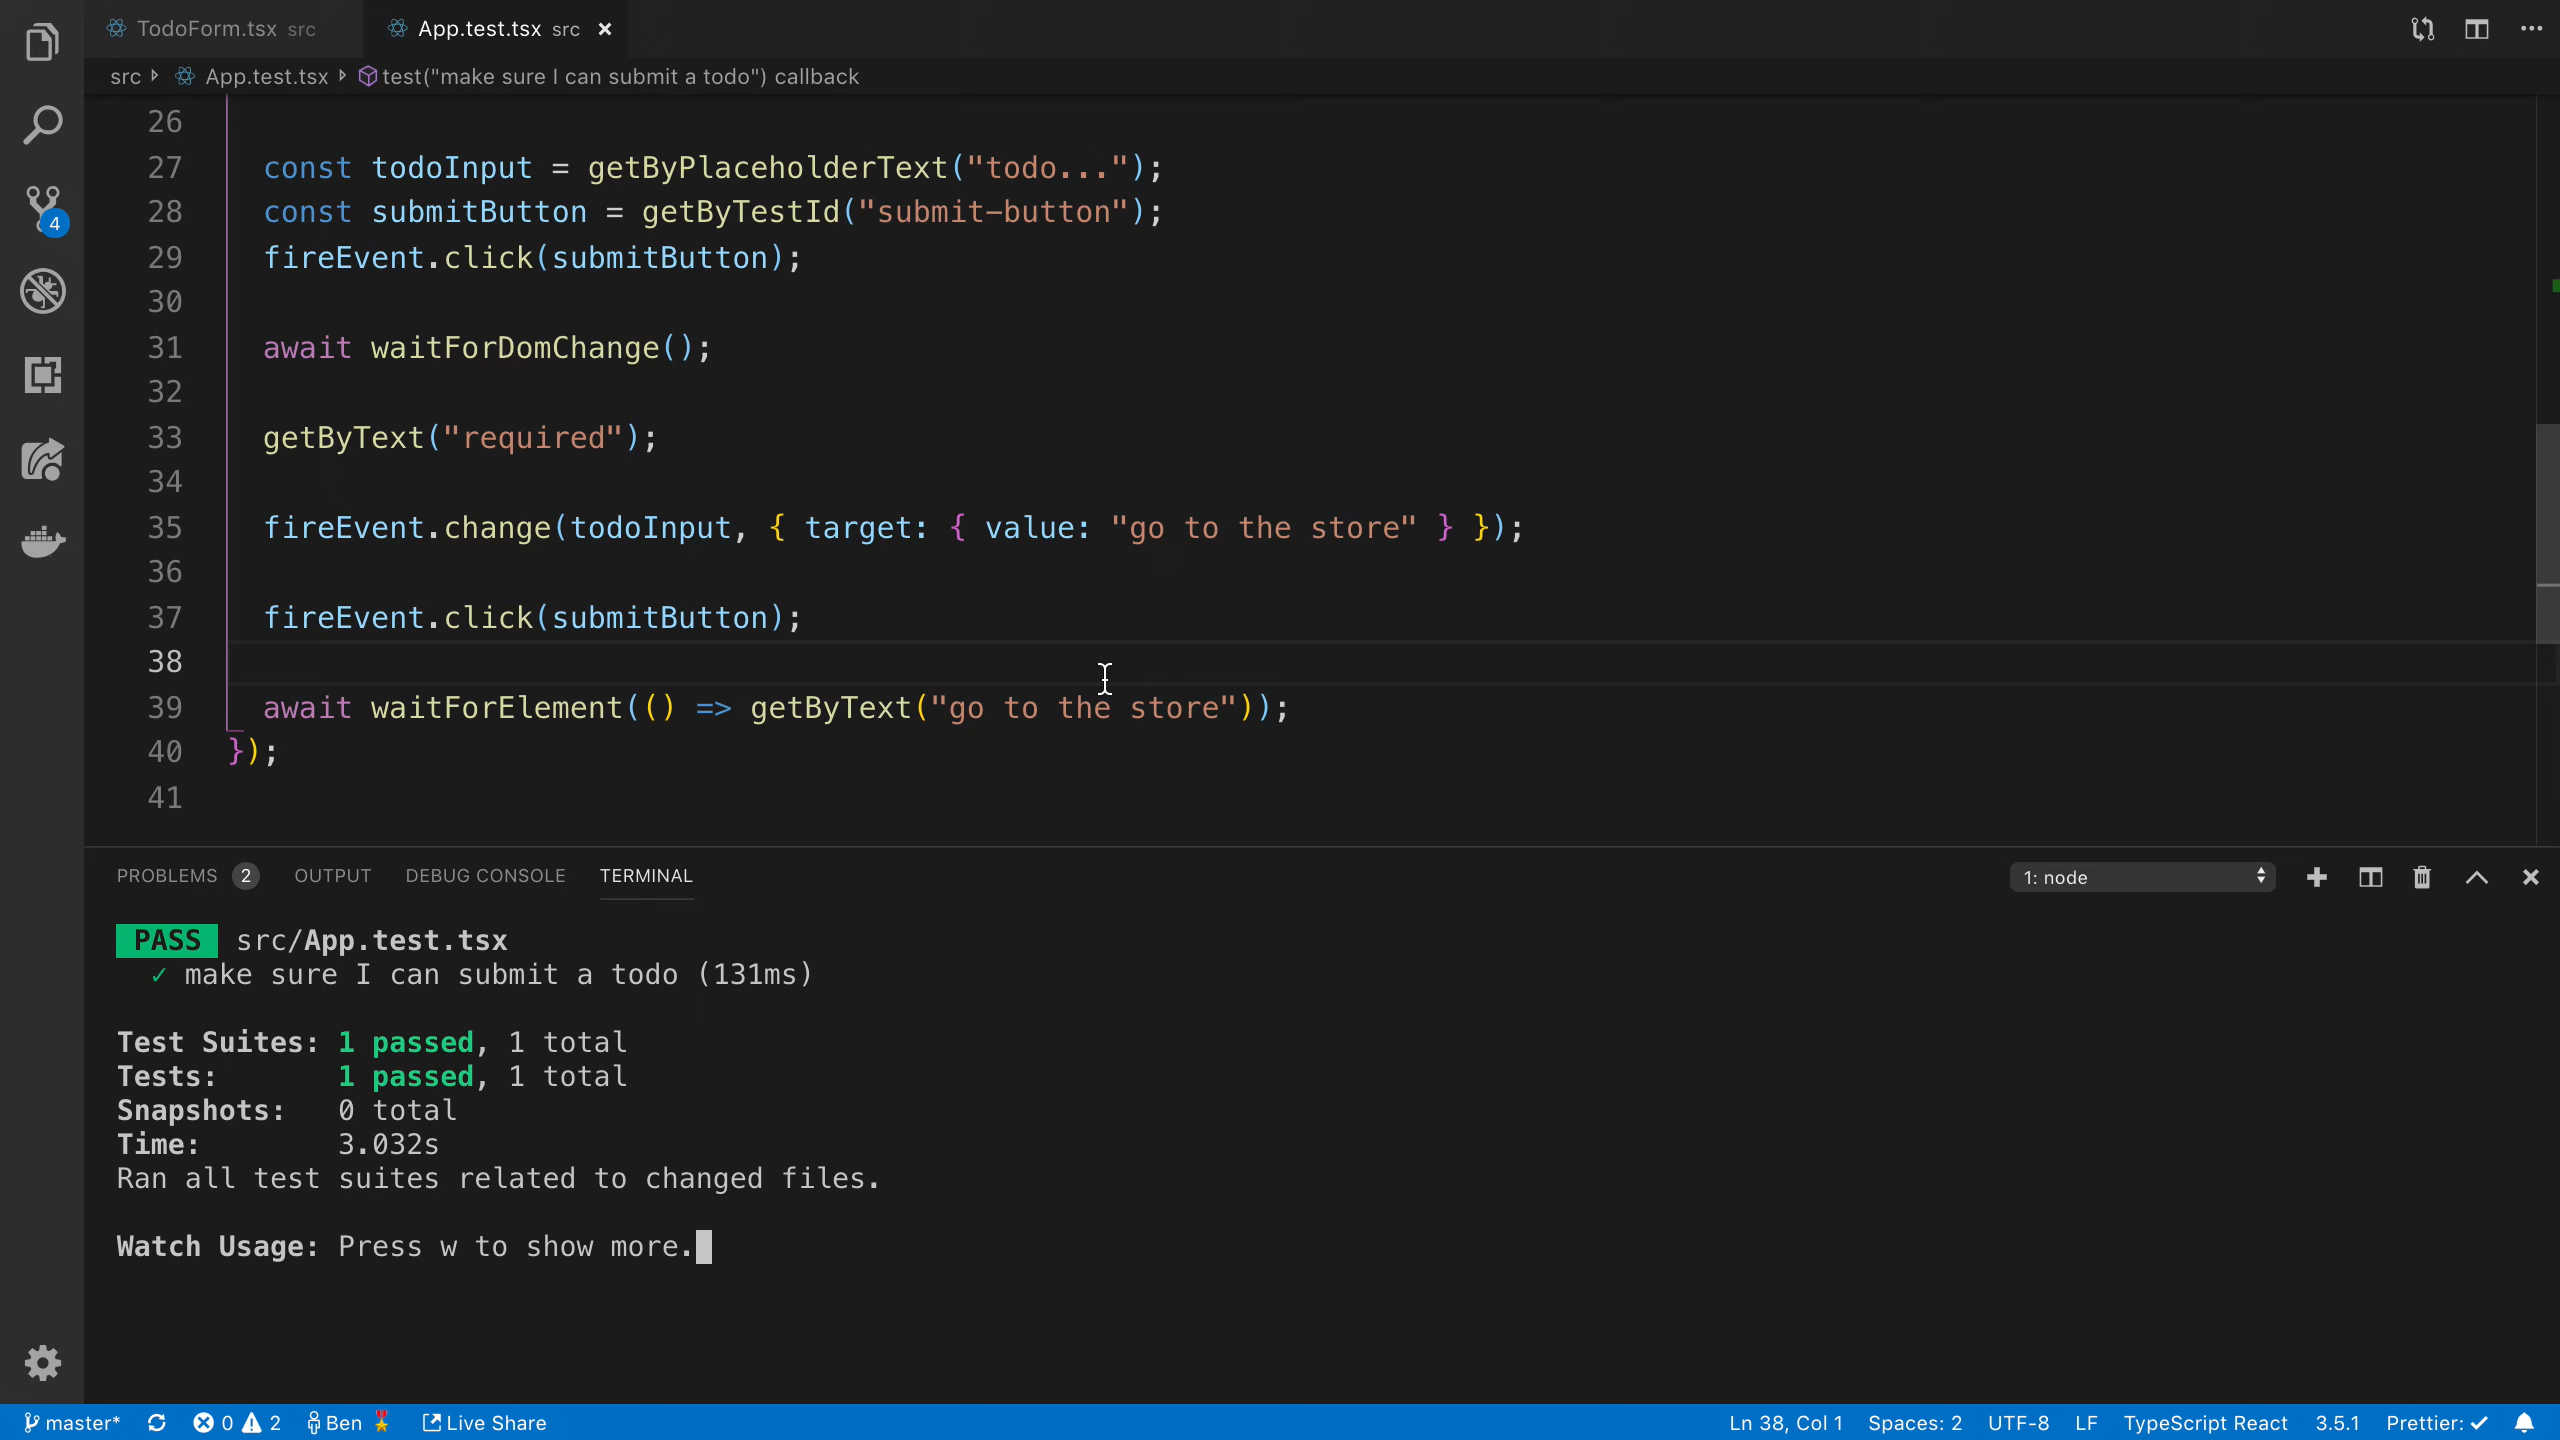 TodoForm.tsx src
App.test.tsx src
src App.test.tsx test("make sure I can submit a todo") callback
26
27 const todoInput = getByPlaceholderText("todo...");
28 const submitButton = getByTestId("submit-button");
29 fireEvent.click(submitButton);
30
31 await waitForDomChange();
32
33 getByText("required");
34
35 fireEvent.change(todoInput, { target: { value: "go to the store" } });
36
37 fireEvent.click(submitButton);
38
39 await waitForElement(() => getByText("go to the store"));
40 });
41
4
PROBLEMS 2 OUTPUT DEBUG CONSOLE TERMINAL 1: node
PASS src/App.test.tsx
✓ make sure I can submit a todo (131ms)
Test Suites: 1 passed, 1 total
Tests: 1 passed, 1 total
Snapshots: 0 total
Time: 3.032s
Ran all test suites related to changed files.
Watch Usage: Press w to show more.
master* 0 2 Ben Live Share Ln 38, Col 1 Spaces: 2 UTF-8 LF TypeScript React 3.5.1 Prettier: ✓